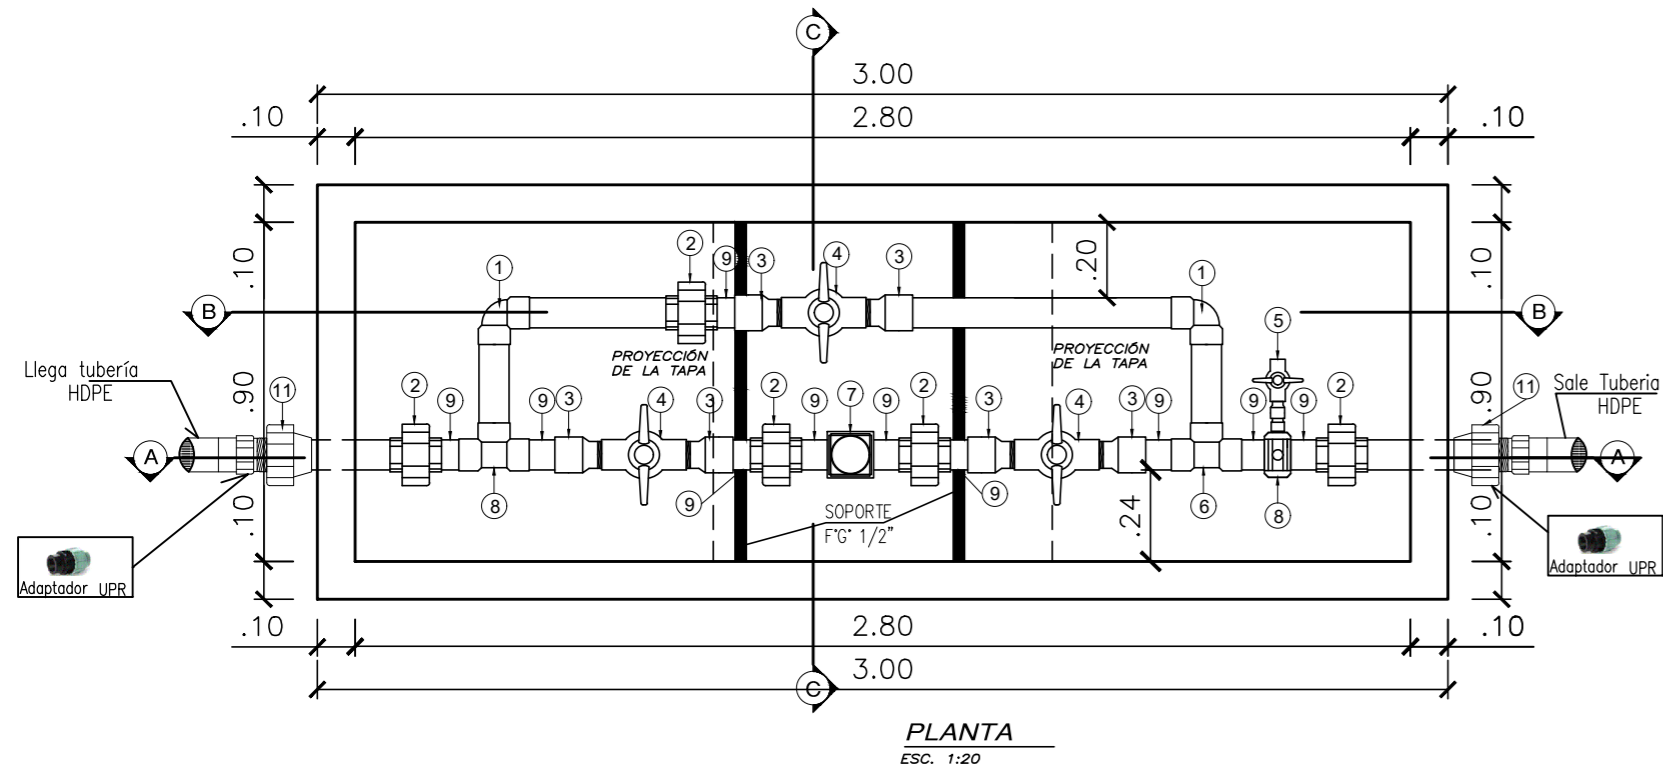 C
3.00
.10
2.80
.10
.10
.10
2
9
3
4
3
.20
1
1
5
B
B
PROYECCIÓN
DE LA TAPA
PROYECCIÓN
DE LA TAPA
Llega tubería
HDPE
.90
11
2
9
9
3
4
3
2
9
7
9
2
3
4
3
9
9
9
2
.90
11
Sale Tuberia
HDPE
A
A
8
9
SOPORTE
F°G° 1/2"
9
.24
6
8
.10
.10
Adaptador UPR
Adaptador UPR
.10
2.80
.10
3.00
C
PLANTA
ESC. 1:20